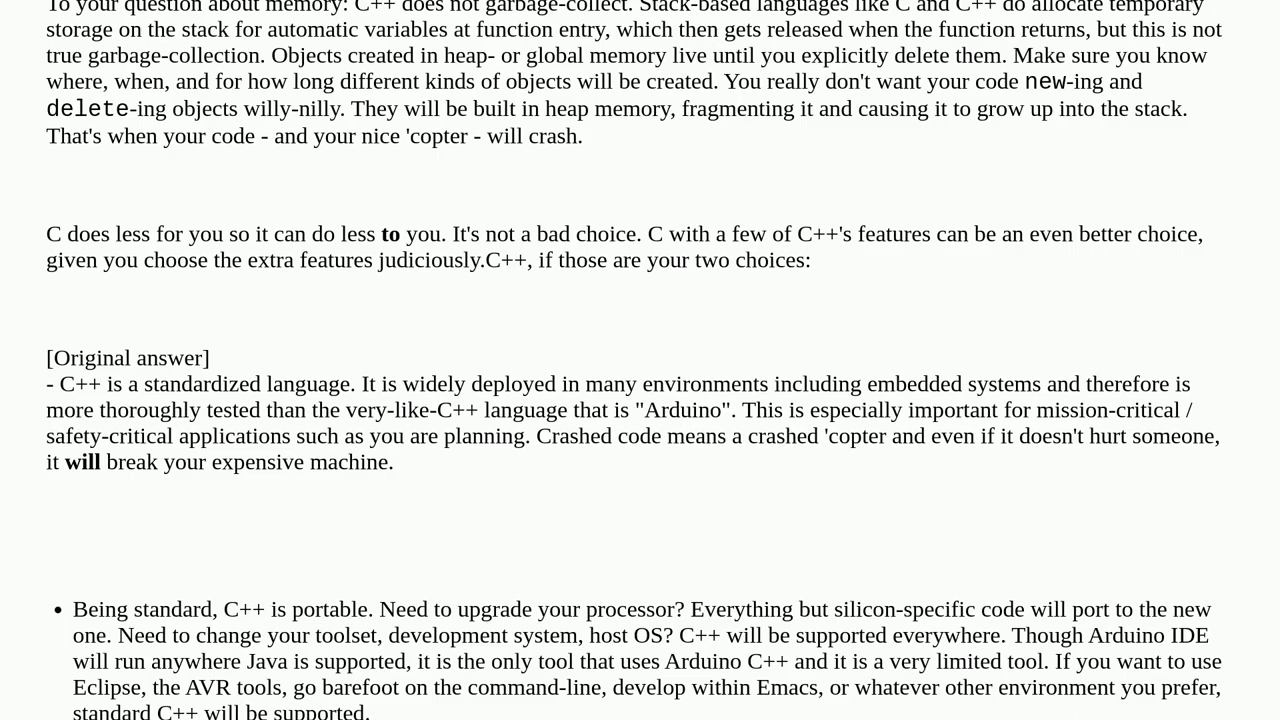 To your question about memory: C++ does not garbage-collect. Stack-based languages like C and C++ do allocate temporary
storage on the stack for automatic variables at function entry, which then gets released when the function returns, but this is not
true garbage-collection. Objects created in heap- or global memory live until you explicitly delete them. Make sure you know
where, when, and for how long different kinds of objects will be created. You really don't want your code new-ing and
delete-ing objects willy-nilly. They will be built in heap memory, fragmenting it and causing it to grow up into the stack.
That's when your code - and your nice 'copter - will crash.
C does less for you so it can do less to you. It's not a bad choice. C with a few of C++'s features can be an even better choice,
given you choose the extra features judiciously.C++, if those are your two choices:
[Original answer]
- C++ is a standardized language. It is widely deployed in many environments including embedded systems and therefore is
more thoroughly tested than the very-like-C++ language that is "Arduino". This is especially important for mission-critical /
safety-critical applications such as you are planning. Crashed code means a crashed 'copter and even if it doesn't hurt someone,
it will break your expensive machine.
• Being standard, C++ is portable. Need to upgrade your processor? Everything but silicon-specific code will port to the new
one. Need to change your toolset, development system, host OS? C++ will be supported everywhere. Though Arduino IDE
will run anywhere Java is supported, it is the only tool that uses Arduino C++ and it is a very limited tool. If you want to use
Eclipse, the AVR tools, go barefoot on the command-line, develop within Emacs, or whatever other environment you prefer,
standard C++ will be supported.